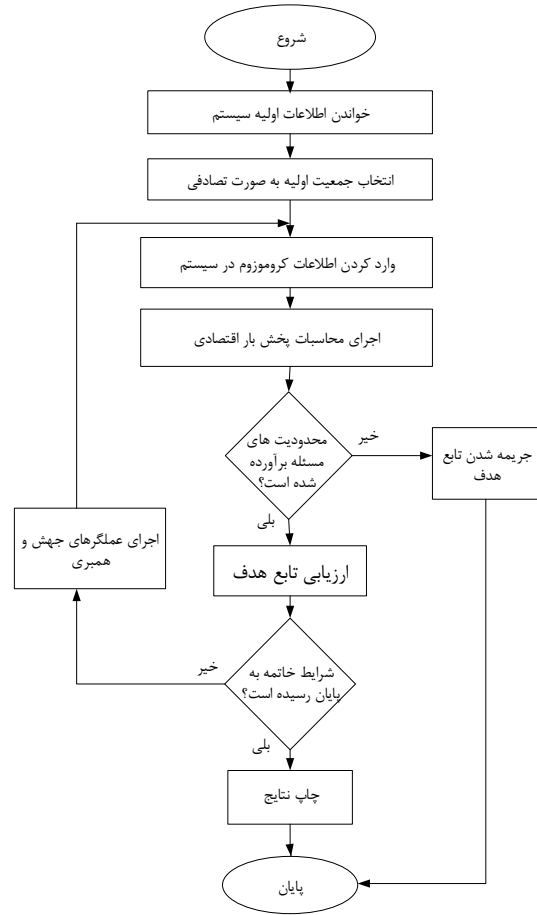 شروع
خواندن اطلاعات اولیه سیستم
انتخاب جمعیت اولیه به صورت تصادفی
وارد کردن اطلاعات کروموزوم در سیستم
اجرای محاسبات پخش بار اقتصادی
محدودیت های
مسئله برآورده
شده است؟
خیر
جریمه شدن تابع
هدف
بلی
ارزیابی تابع هدف
اجرای عملگرهای جهش و
همبری
شرایط خاتمه به
پایان رسیده است؟
خیر
بلی
چاپ نتایج
پایان